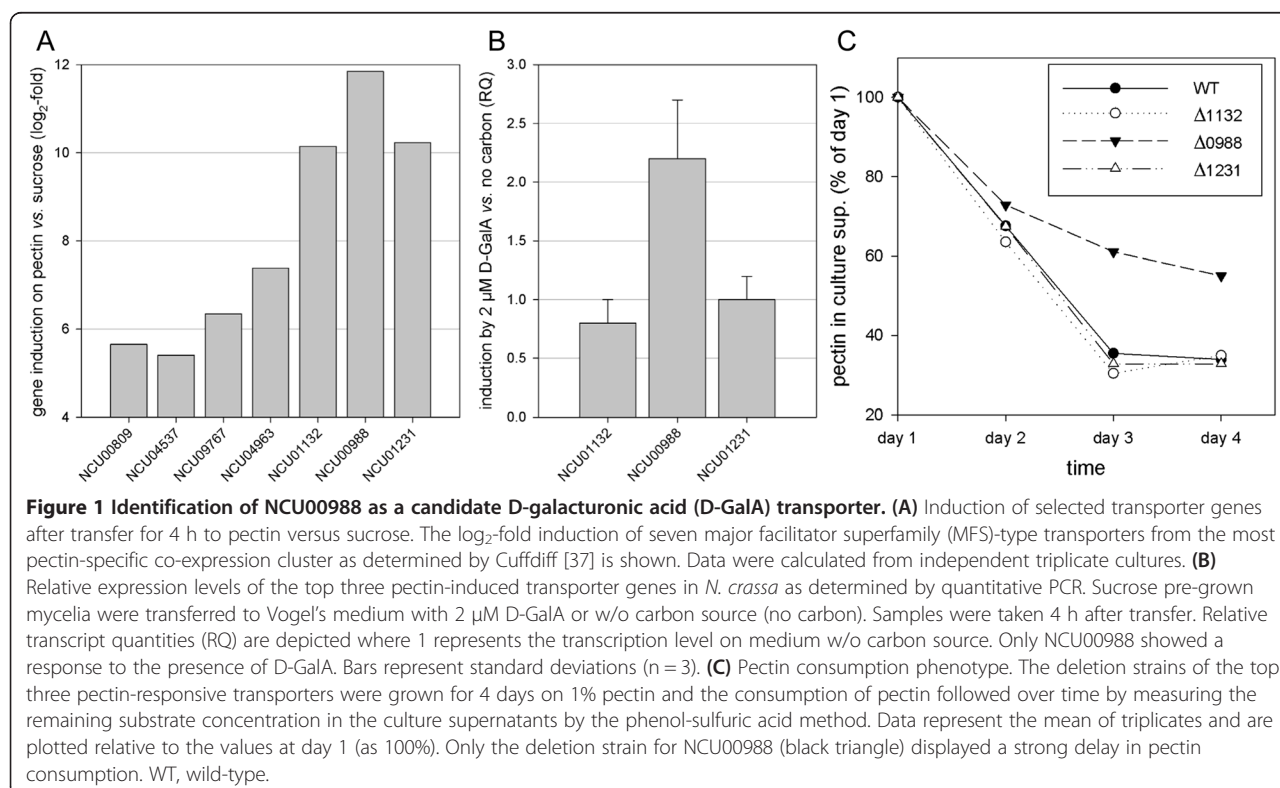 A
gene induction on pectin vs. sucrose (log2-fold)
12
10
8
6
4
NCU00809
NCU04537
NCU09767
NCU04963
NCU01132
NCU00988
NCU01231
B
induction by 2 µM D-GalA vs. no carbon (RQ)
3.0
2.5
2.0
1.5
1.0
0.5
0.0
NCU01132
NCU00988
NCU01231
C
pectin in culture sup. (% of day 1)
100
80
60
40
20
WT
Δ1132
Δ0988
Δ1231
day 1
day 2
day 3
day 4
time
Figure 1 Identification of NCU00988 as a candidate D-galacturonic acid (D-GalA) transporter. (A) Induction of selected transporter genes
after transfer for 4 h to pectin versus sucrose. The log2-fold induction of seven major facilitator superfamily (MFS)-type transporters from the most
pectin-specific co-expression cluster as determined by Cuffdiff [37] is shown. Data were calculated from independent triplicate cultures. (B)
Relative expression levels of the top three pectin-induced transporter genes in N. crassa as determined by quantitative PCR. Sucrose pre-grown
mycelia were transferred to Vogel's medium with 2 µM D-GalA or w/o carbon source (no carbon). Samples were taken 4 h after transfer. Relative
transcript quantities (RQ) are depicted where 1 represents the transcription level on medium w/o carbon source. Only NCU00988 showed a
response to the presence of D-GalA. Bars represent standard deviations (n = 3). (C) Pectin consumption phenotype. The deletion strains of the top
three pectin-responsive transporters were grown for 4 days on 1% pectin and the consumption of pectin followed over time by measuring the
remaining substrate concentration in the culture supernatants by the phenol-sulfuric acid method. Data represent the mean of triplicates and are
plotted relative to the values at day 1 (as 100%). Only the deletion strain for NCU00988 (black triangle) displayed a strong delay in pectin
consumption. WT, wild-type.